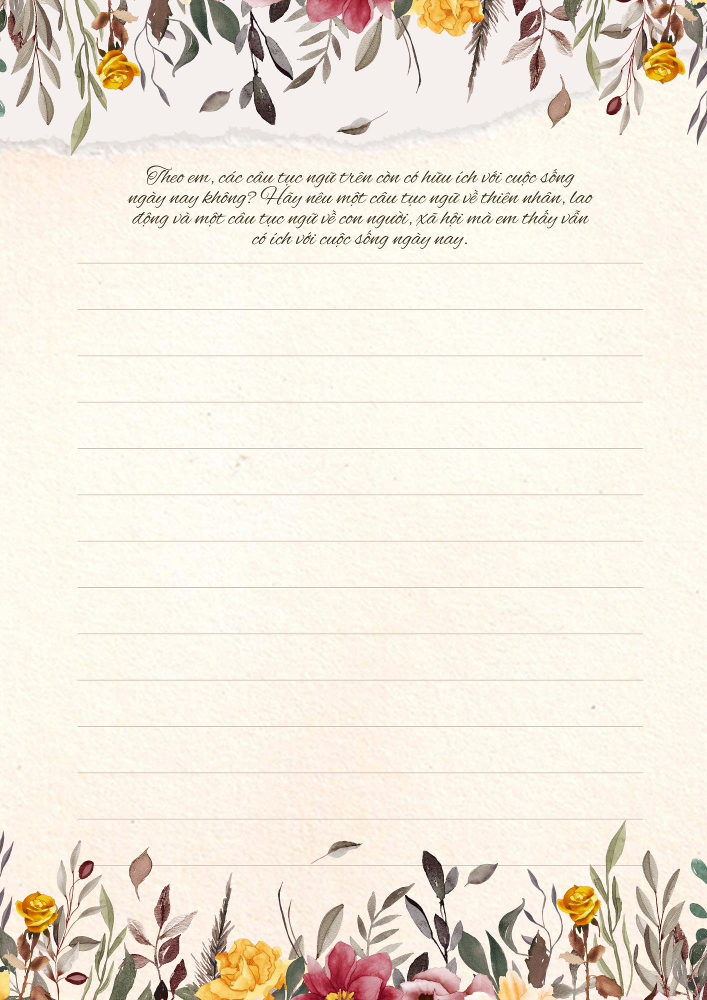 Theo em, các câu tục ngữ trên còn có hữu ích với cuộc sống
ngày nay không? Hãy nêu một câu tục ngữ về thiên nhân, lao
động và một câu tục ngữ về con người, xã hội mà em thấy vẫn
có ích với cuộc sống ngày nay.